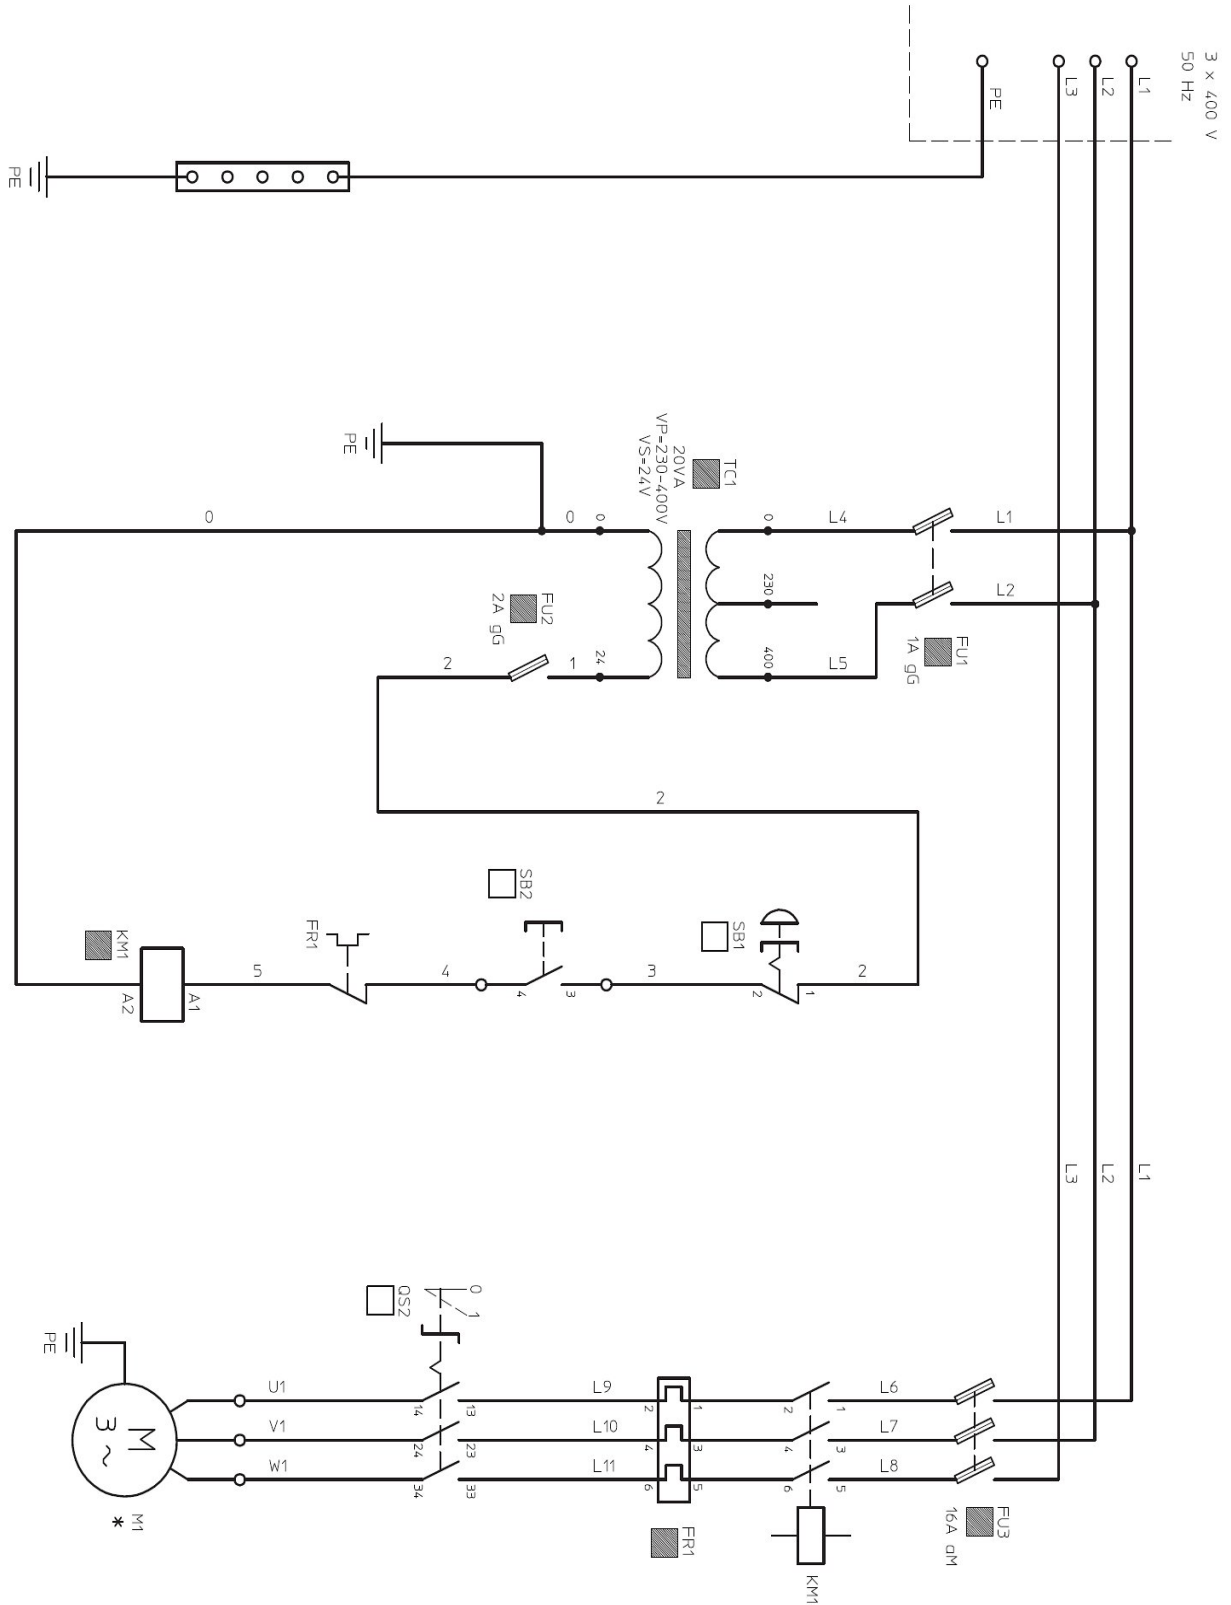 3 x 400 V
50 Hz
L1
L2
L3
PE
PE
L1
L2
FU1
1A gG
L4
L5
0
230
400
TC1
20VA
VP=230-400V
VS=24V
0
24
0
1
FU2
2A gG
PE
0
2
2
2
SB1
1
2
3
SB2
3
4
4
FR1
5
KM1
A1
A2
L1
L2
L3
FU3
16A aM
L6
L7
L8
1
2
3
4
5
6
KM1
1
2
3
4
5
6
FR1
L9
L10
L11
0
1
QS2
13
14
23
24
33
34
U1
V1
W1
PE
M
3 ~
M1
*